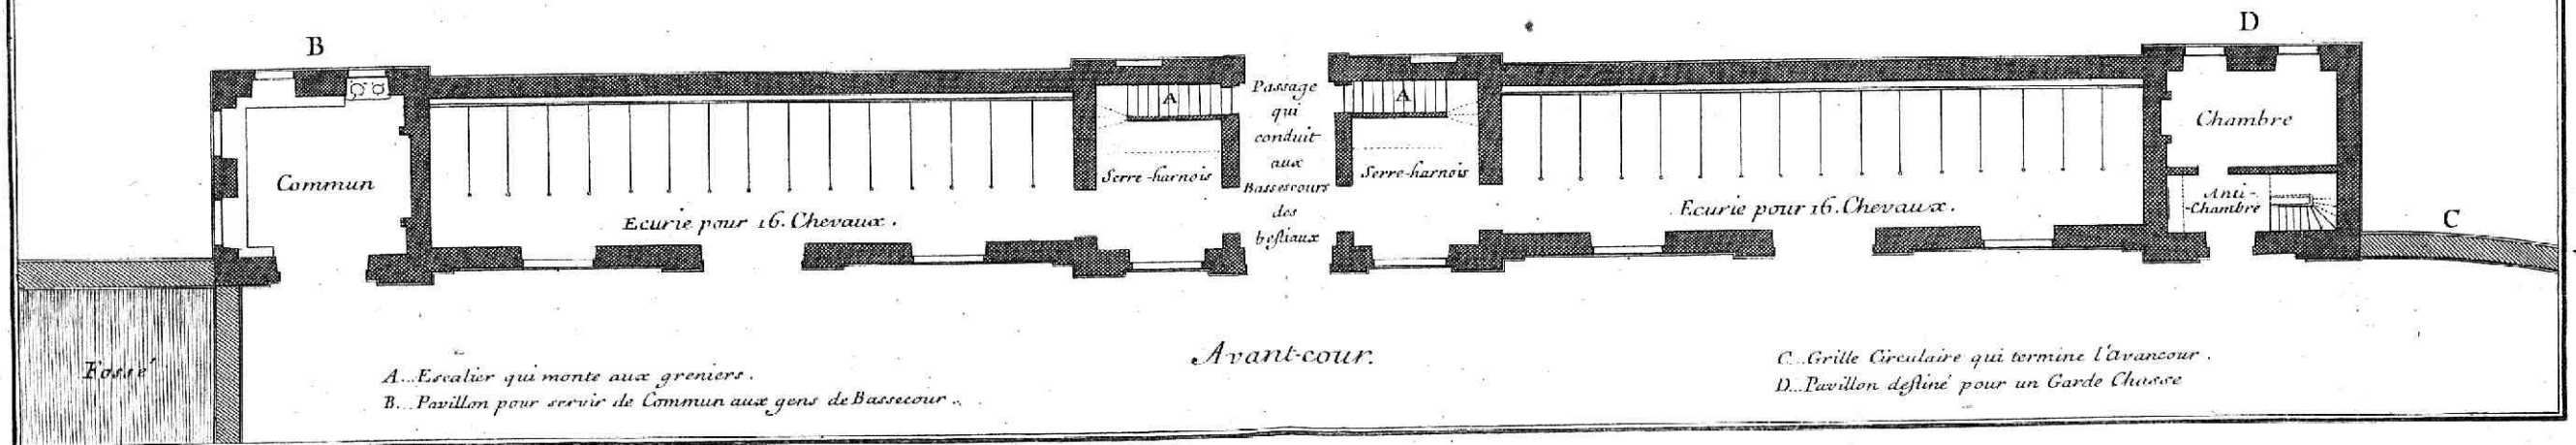 B
D
A
A
Passage
qui
conduit
aux
Bassescours
des
bestiaux
Chambre
Commun
Serre-harnois
Serre-harnois
Anti-
-Chambre
Ecurie pour 16. Chevaux.
Ecurie pour 16. Chevaux.
C
Avant-cour.
Fossé
A...Escalier qui monte aux greniers.
B...Pavillon pour servir de Commun aux gens de Bassecour.
C...Grille Circulaire qui termine l'avancour.
D...Pavillon destiné pour un Garde Chasse